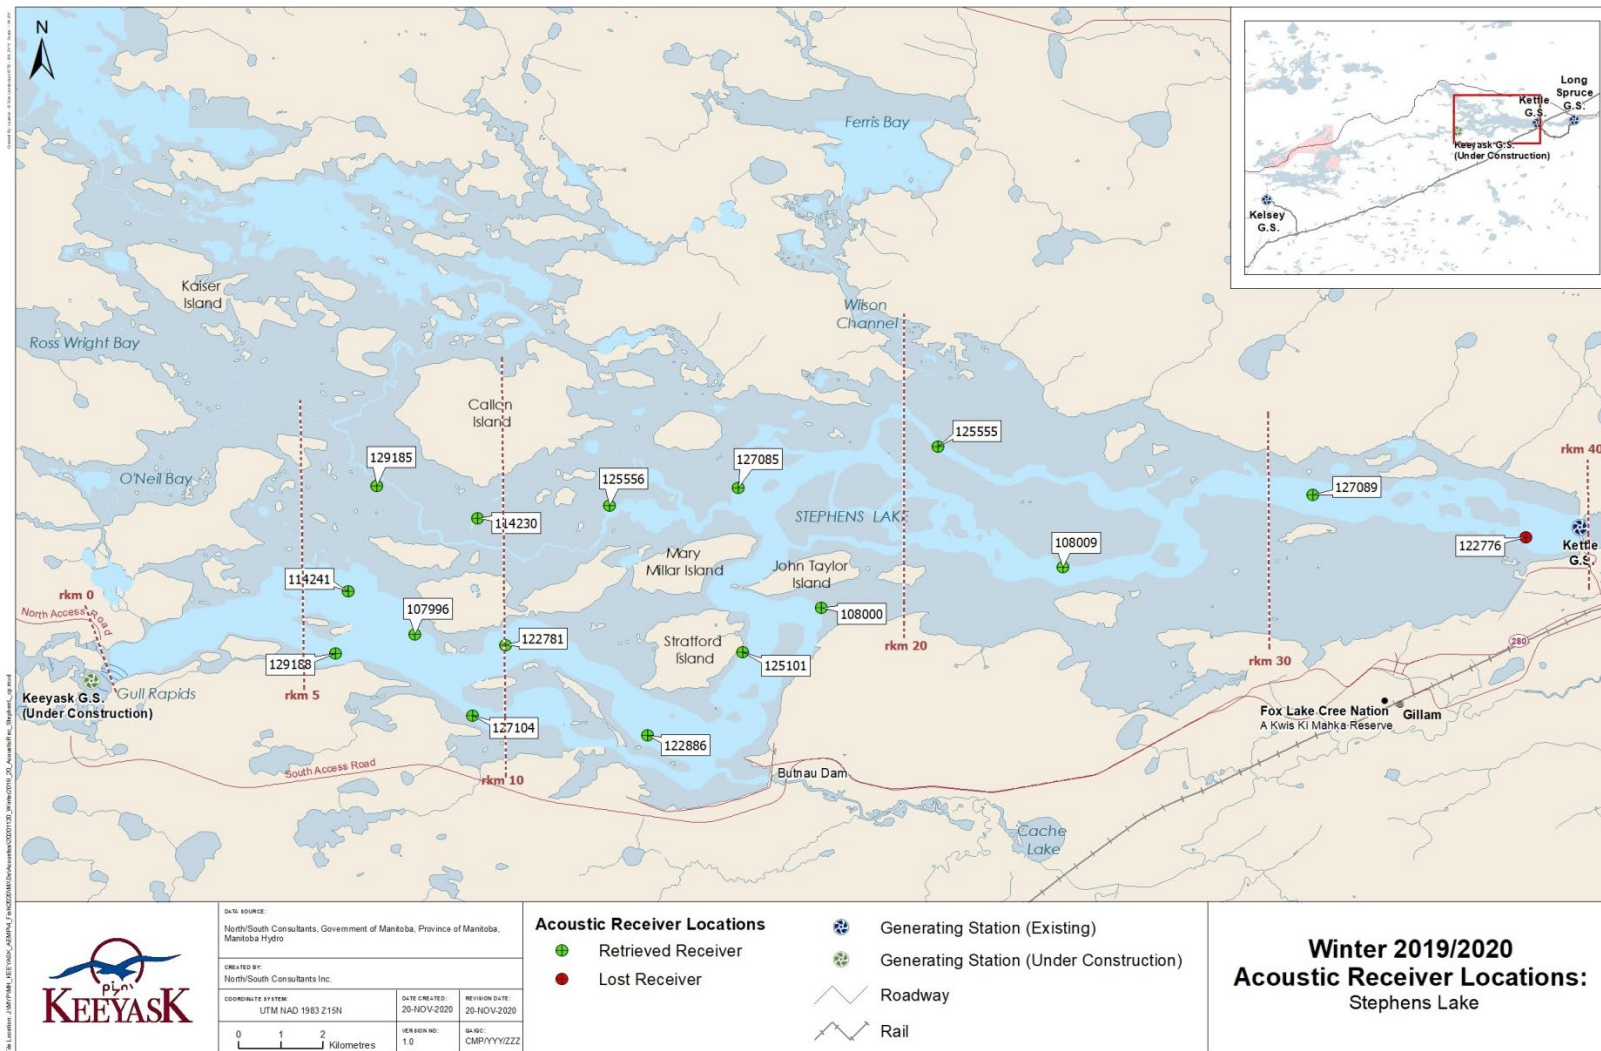 N
Ferris Bay
Long
Spruce
G.S.
Kettle
G.S.
Keeyask G.S.
(Under Construction)
Kelsey
G.S.
Kaiser
Island
Ross Wright Bay
Wilson
Channel
Callan
Island
O'Neil Bay
129185
114230
125556
127085
125555
127089
rkm 40
STEPHENS LAK
108009
122776
Kettle
G.S.
Mary
Millar Island
John Taylor
Island
108000
rkm 20
rkm 30
114241
107996
122781
129188
rkm 0
North Access Road
rkm 5
Stratford
Island
125101
280
Gull Rapids
Keeyask G.S.
(Under Construction)
127104
122886
Fox Lake Cree Nation
A Kwis Ki Mahka Reserve
Gillam
South Access Road
rkm 10
Butnau Dam
Cache
Lake
KEEYASK
DATA SOURCE:
North/South Consultants, Government of Manitoba, Province of Manitoba,
Manitoba Hydro
CREATED BY:
North/South Consultants Inc.
COORDINATE SYSTEM:
UTM NAD 1983 Z15N
DATE CREATED:
20-NOV-2020
REVISION DATE:
20-NOV-2020
0 1 2 Kilometres
VERSION NO:
1.0
QA/QC:
CMP/YYY/ZZZ
Acoustic Receiver Locations
Retrieved Receiver
Lost Receiver
Generating Station (Existing)
Generating Station (Under Construction)
Roadway
Rail
Winter 2019/2020
Acoustic Receiver Locations:
Stephens Lake